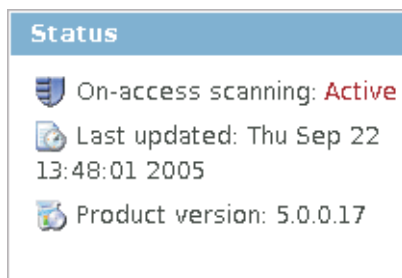 Status
On-access scanning: Active
Last updated: Thu Sep 22
13:48:01 2005
Product version: 5.0.0.17